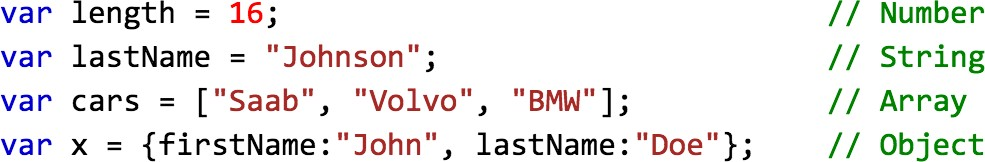 var length = 16; // Number
var lastName = "Johnson"; // String
var cars = ["Saab", "Volvo", "BMW"]; // Array
var x = {firstName:"John", lastName:"Doe"}; // Object